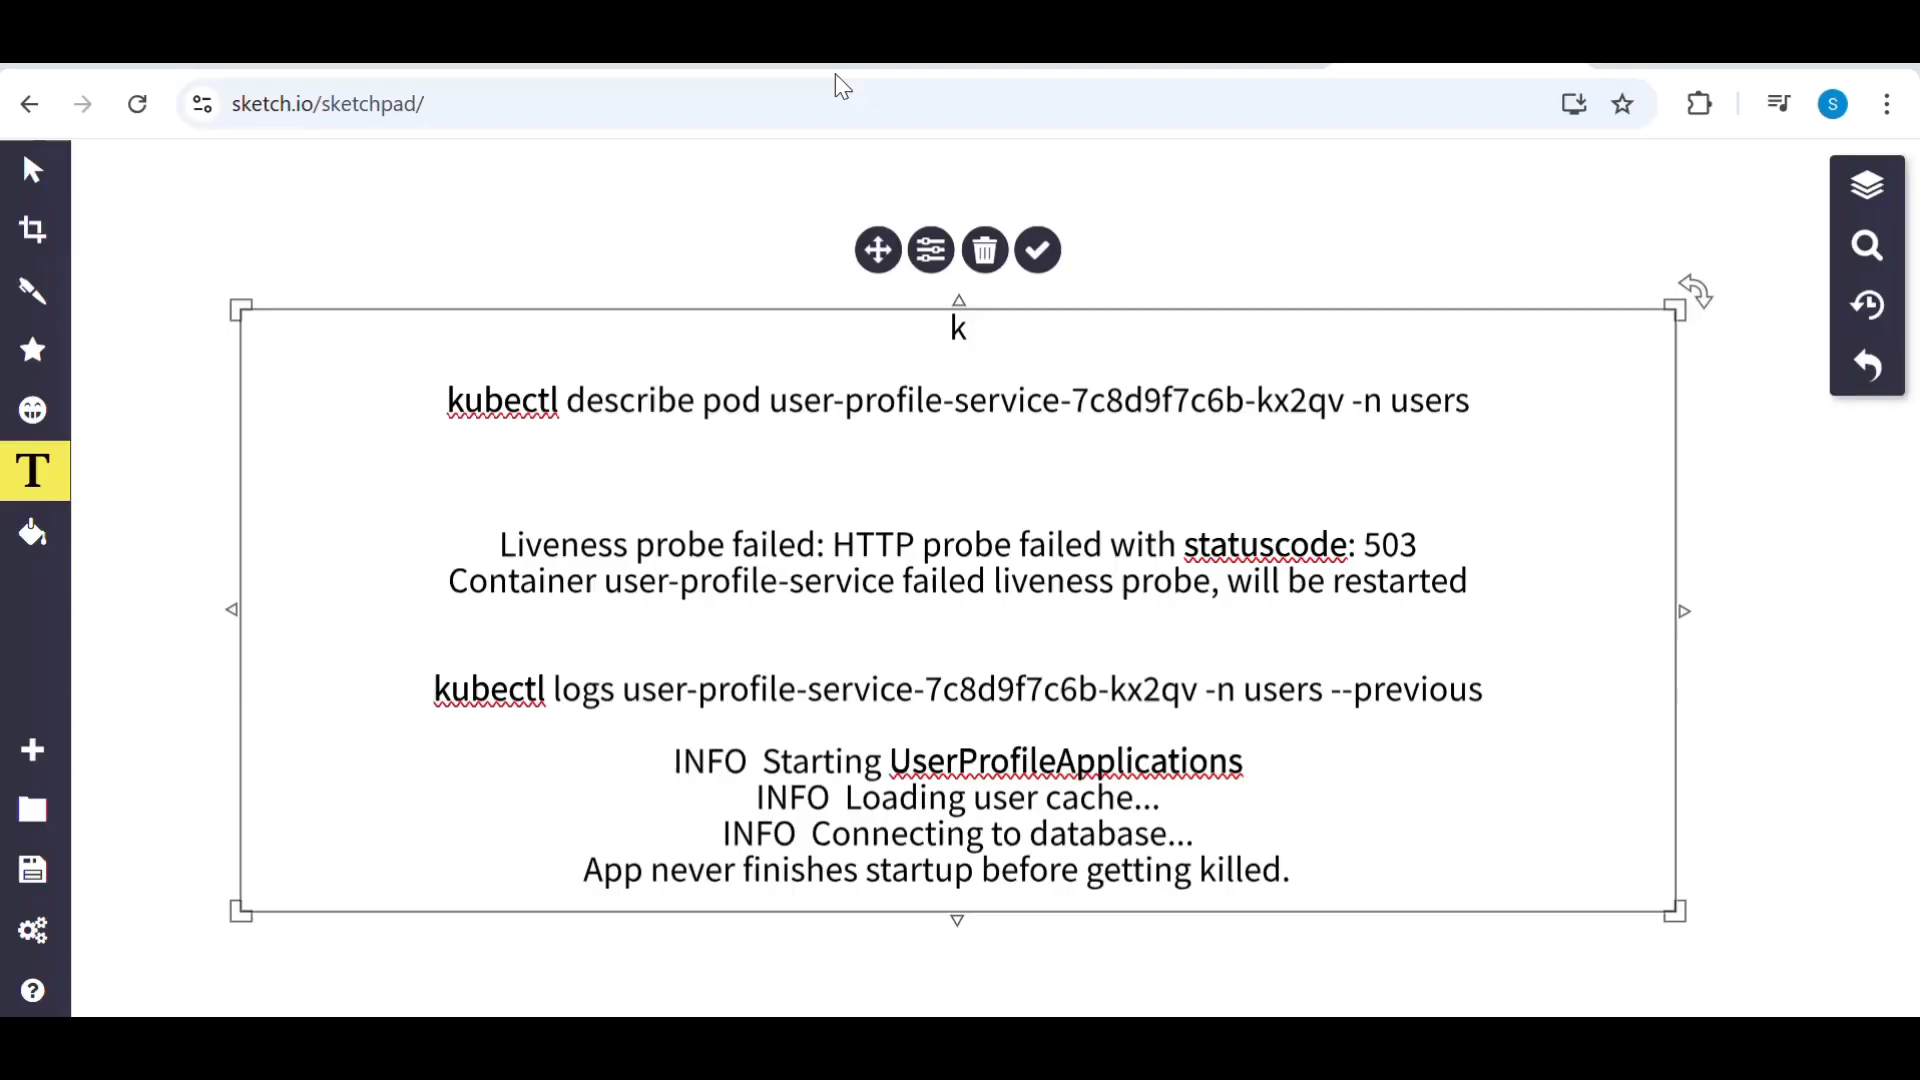 sketch.io/sketchpad/
S
k
kubectl describe pod user-profile-service-7c8d9f7c6b-kx2qv -n users
T
Liveness probe failed: HTTP probe failed with statuscode: 503
Container user-profile-service failed liveness probe, will be restarted
kubectl logs user-profile-service-7c8d9f7c6b-kx2qv -n users --previous
INFO  Starting UserProfileApplications
INFO  Loading user cache...
INFO  Connecting to database...
App never finishes startup before getting killed.